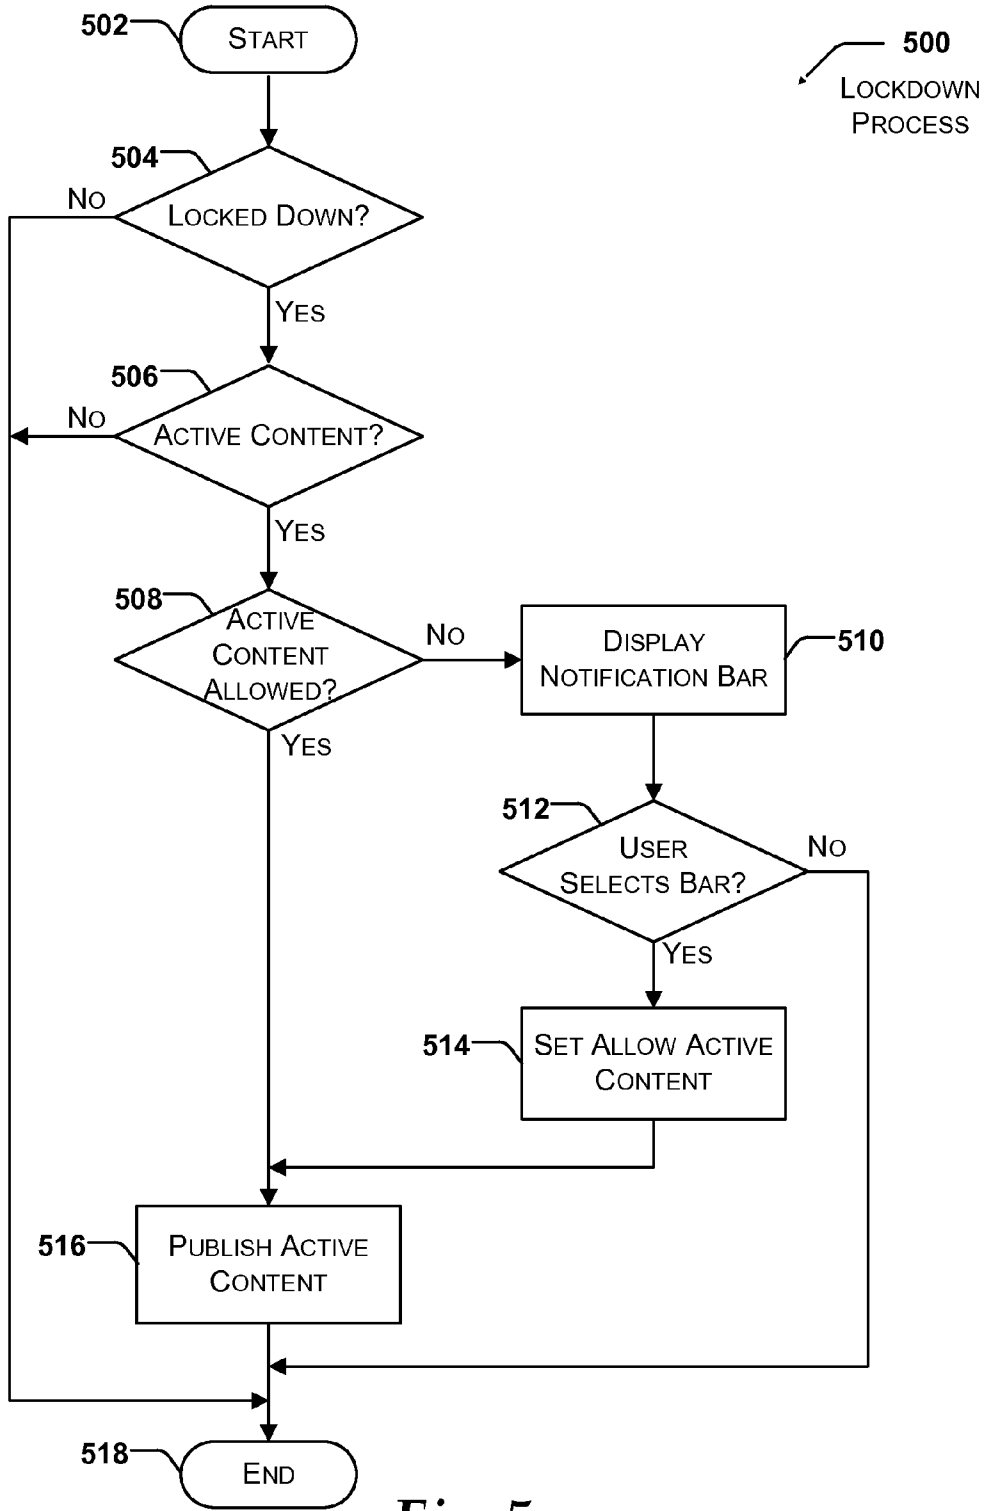 502
START
500
LOCKDOWN
PROCESS
504
NO
LOCKED DOWN?
YES
506
NO
ACTIVE CONTENT?
YES
508
ACTIVE
CONTENT
ALLOWED?
NO
DISPLAY
NOTIFICATION BAR
510
YES
512
USER
SELECTS BAR?
NO
YES
514
SET ALLOW ACTIVE
CONTENT
516
PUBLISH ACTIVE
CONTENT
518
END
Fig. 5